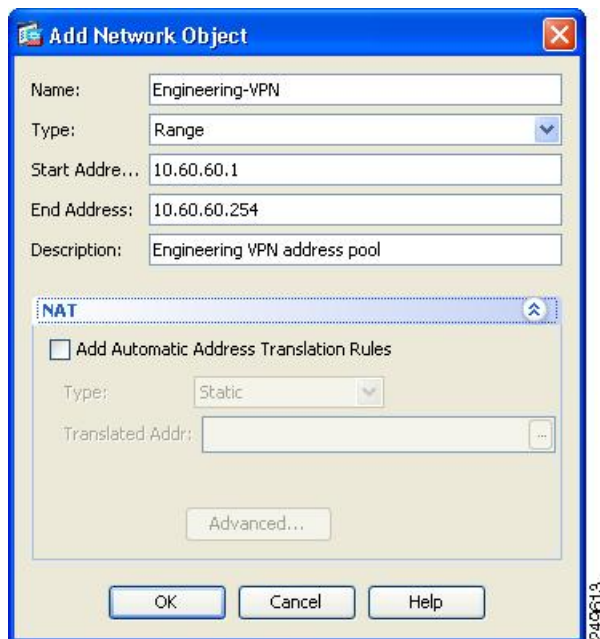 Add Network Object
Name: Engineering-VPN
Type: Range
Start Addre... 10.60.60.1
End Address: 10.60.60.254
Description: Engineering VPN address pool
NAT
Add Automatic Address Translation Rules
Type: Static
Translated Addr: ...
Advanced...
OK Cancel Help
249613